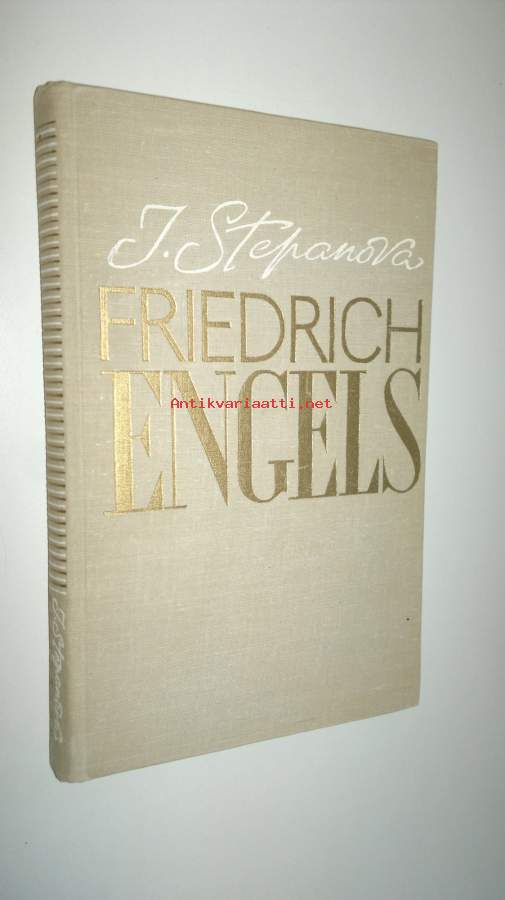 J. Stepanova
FRIEDRICH
ENGELS
Antikvariaatti.net
J. Stepanova